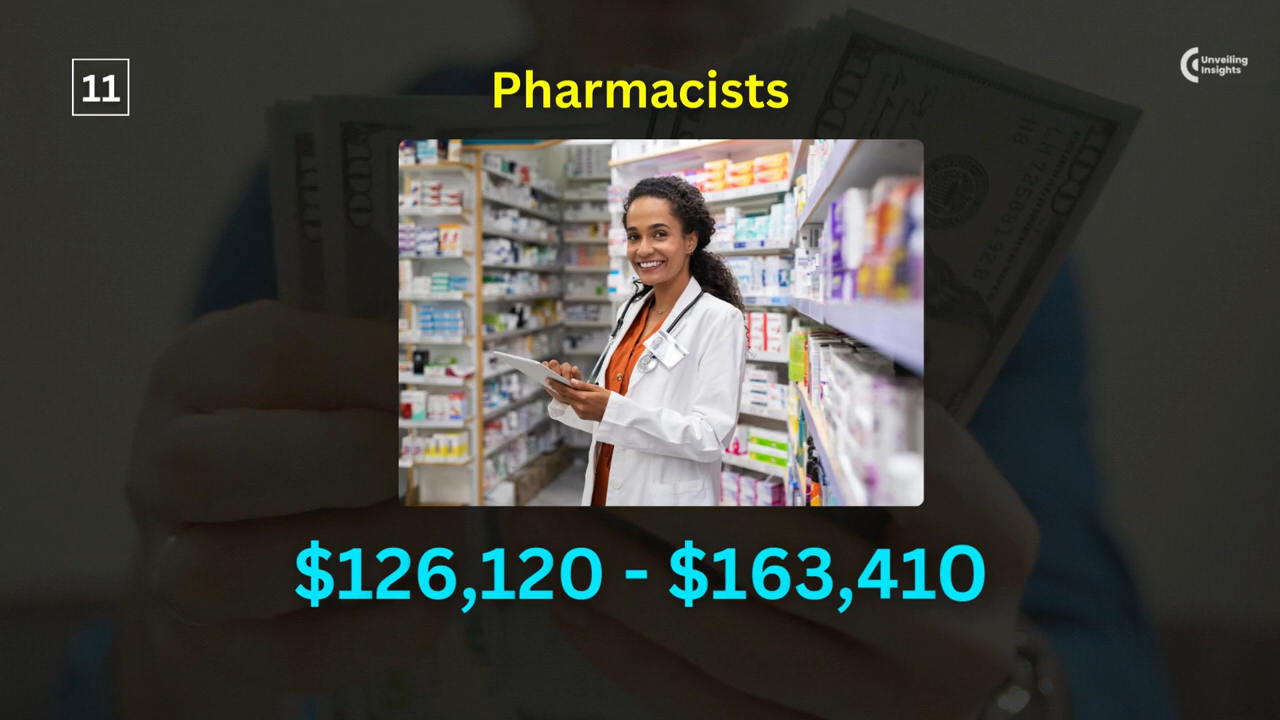 11
Pharmacists
Unveiling
Insights
$126,120 - $163,410